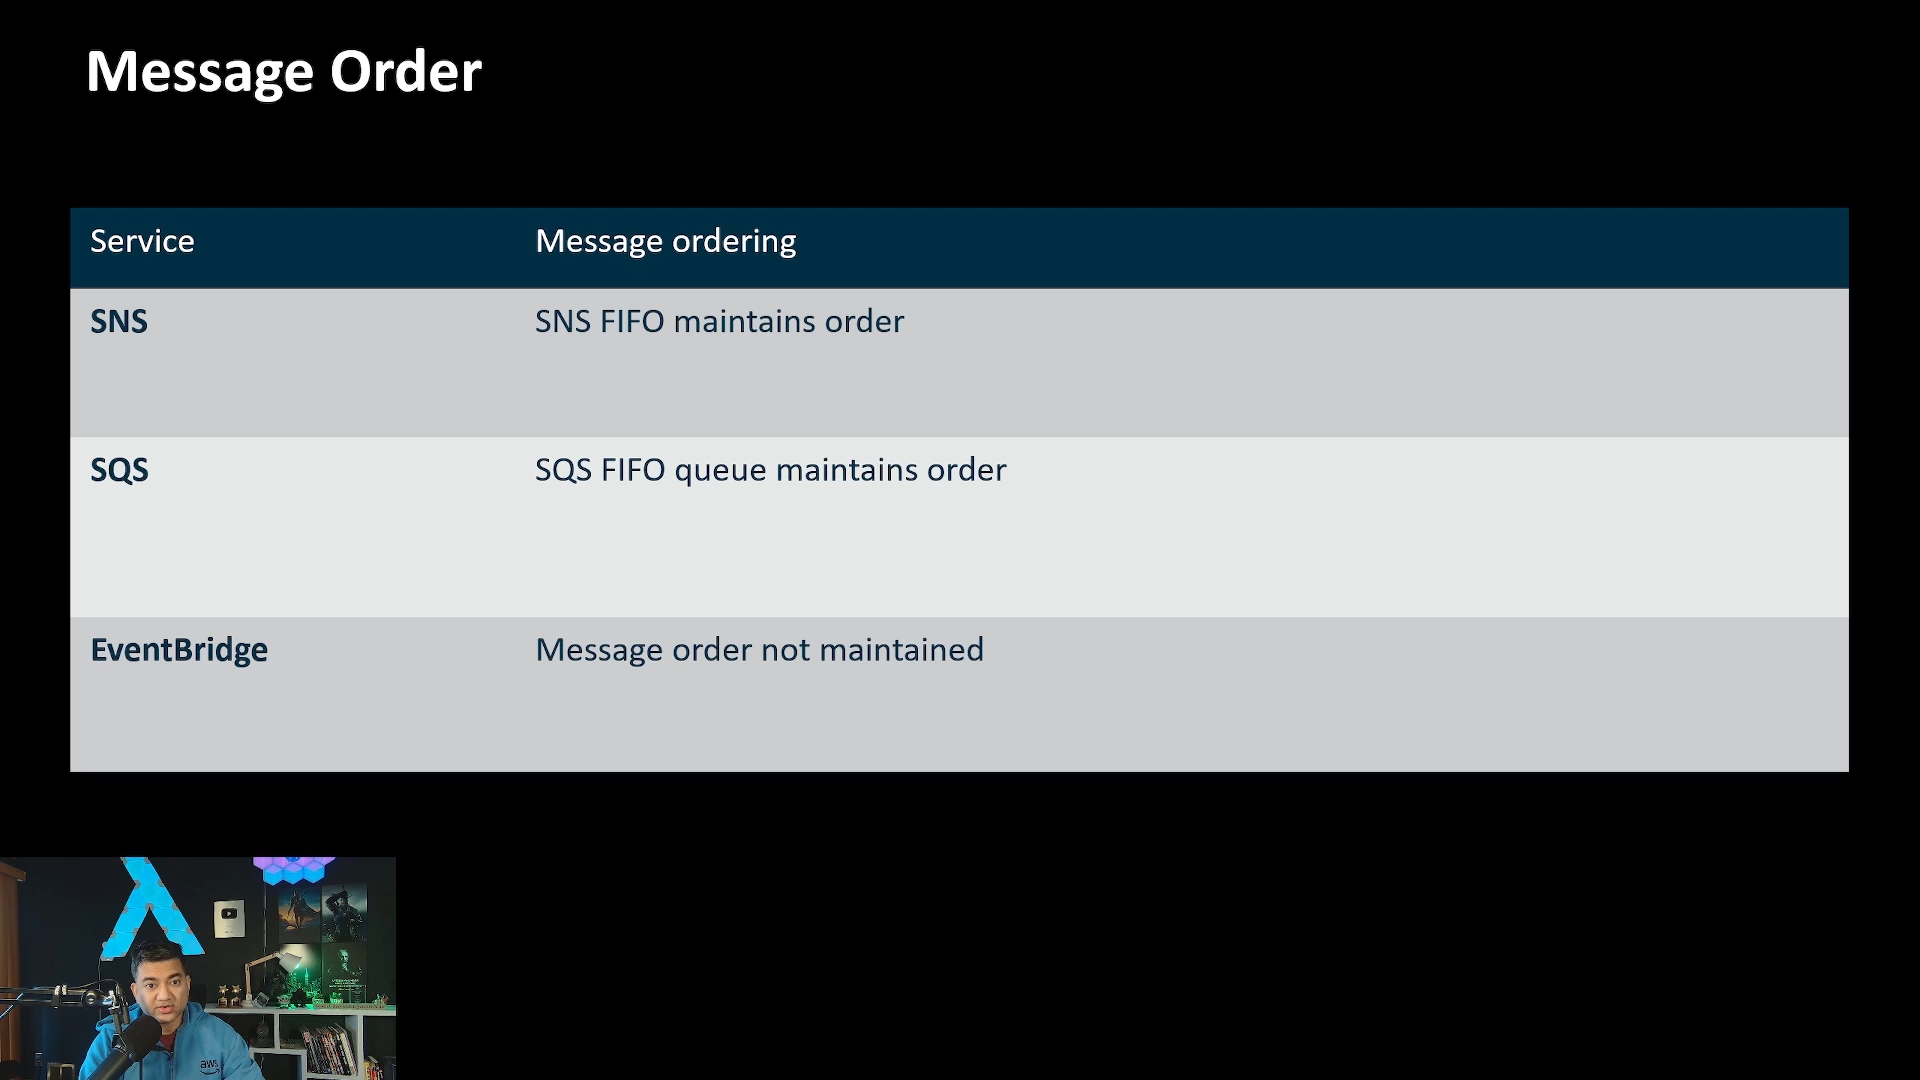 Message Order
Service Message ordering
SNS SNS FIFO maintains order
SQS SQS FIFO queue maintains order
EventBridge Message order not maintained
aws